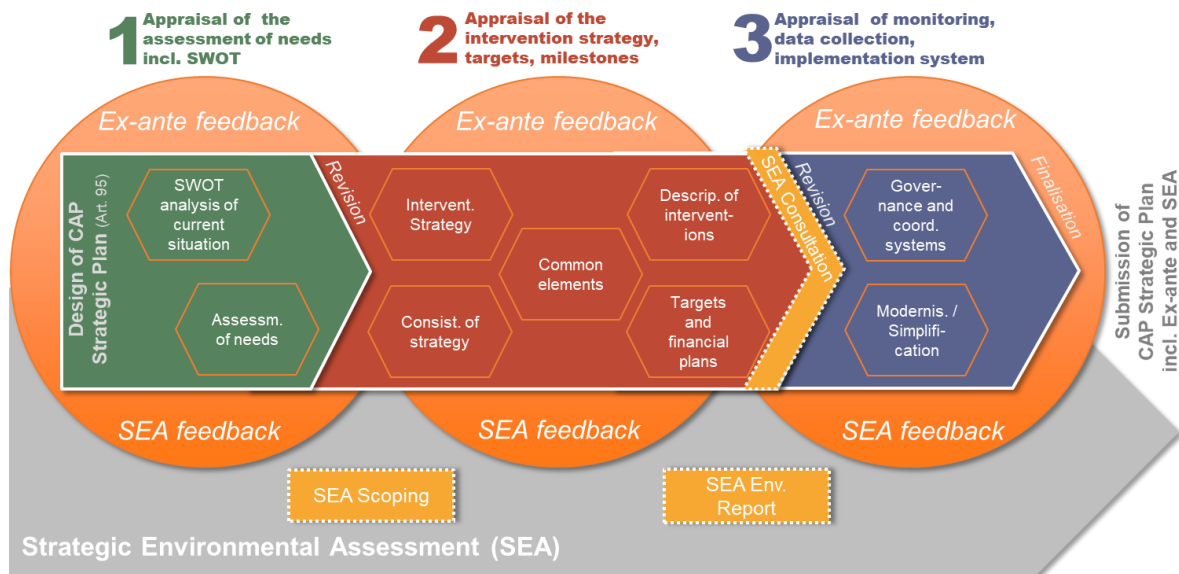 1
Appraisal of the
assessment of needs
incl. SWOT
2
Appraisal of the
intervention strategy,
targets, milestones
3
Appraisal of monitoring,
data collection,
implementation system
Ex-ante feedback
Ex-ante feedback
Ex-ante feedback
Design of CAP
Strategic Plan (Art. 95)
SWOT
analysis of
current
situation
Assessm.
of needs
Revision
Intervent.
Strategy
Consist. of
strategy
Common
elements
Descrip. of
intervent-
ions
Targets
and
financial
plans
SEA Consultation
Revision
Gover-
nance and
coord.
systems
Modernis. /
Simplifi-
cation
Finalisation
Submission of
CAP Strategic Plan
incl. Ex-ante and SEA
SEA feedback
SEA feedback
SEA feedback
SEA Scoping
SEA Env.
Report
Strategic Environmental Assessment (SEA)